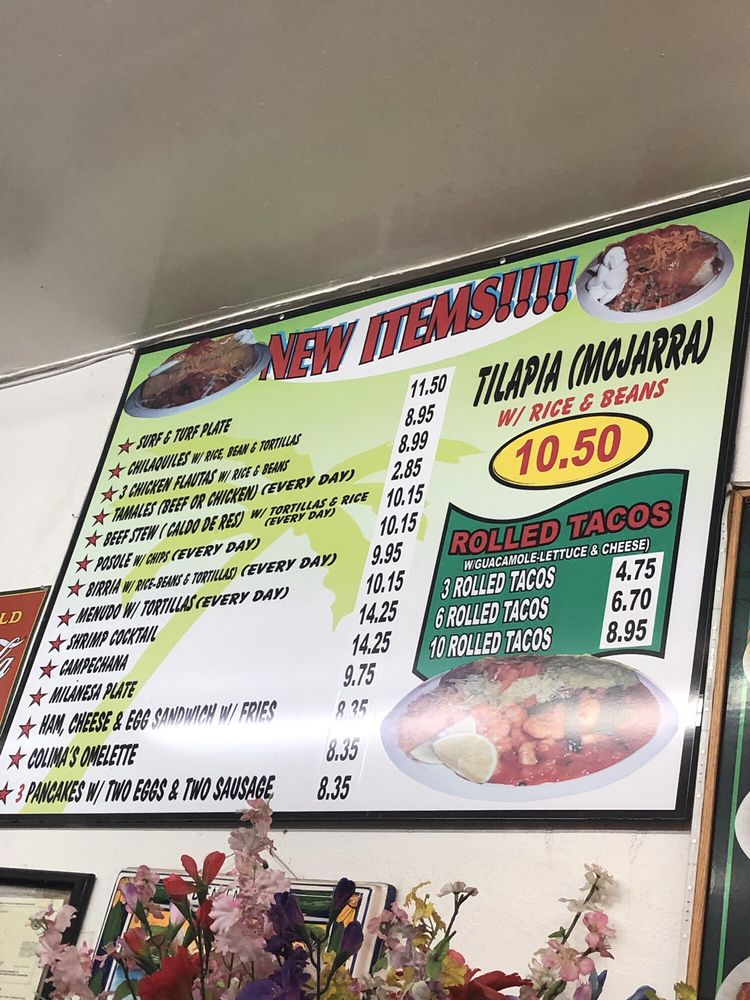 NEW ITEMS!!!!
SURF & TURF PLATE 11.50
CHILAQUILES W/ RICE, BEAN & TORTILLAS 8.95
3 CHICKEN FLAUTAS W/ RICE & BEANS 8.99
TAMALES (BEEF OR CHICKEN) (EVERY DAY) 2.85
BEEF STEW ( CALDO DE RES) W/ TORTILLAS & RICE (EVERY DAY) 10.15
POSOLE W/ CHIPS (EVERY DAY) 10.15
BIRRIA W/ RICE-BEANS & TORTILLAS) (EVERY DAY) 9.95
MENUDO W/ TORTILLAS (EVERY DAY) 10.15
SHRIMP COCKTAIL 14.25
CAMPECHANA 14.25
MILANESA PLATE 9.75
HAM, CHEESE & EGG SANDWICH W/ FRIES 8.35
COLIMA'S OMELETTE 8.35
3 PANCAKES W/ TWO EGGS & TWO SAUSAGE 8.35
TILAPIA (MOJARRA)
W/ RICE & BEANS
10.50
ROLLED TACOS
W/GUACAMOLE-LETTUCE & CHEESE)
3 ROLLED TACOS 4.75
6 ROLLED TACOS 6.70
10 ROLLED TACOS 8.95